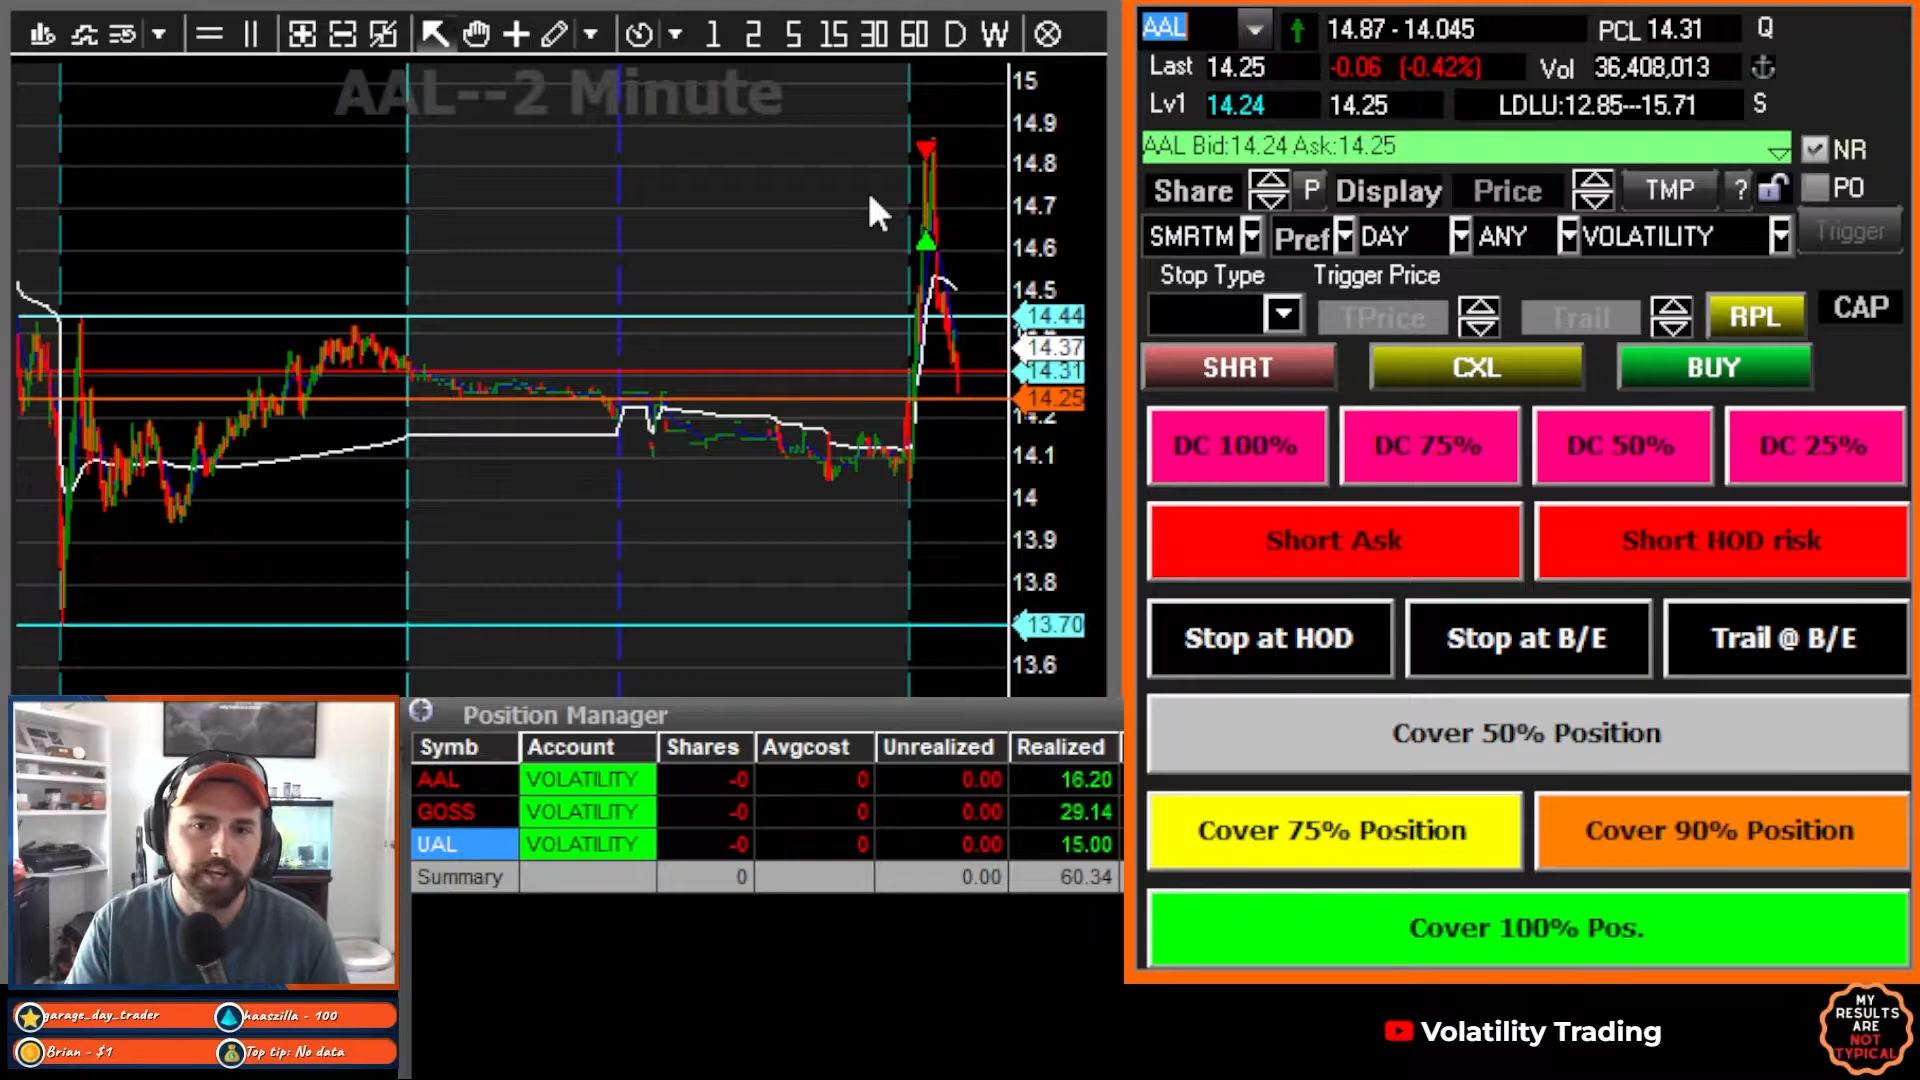 1 2 5 15 30 60 D W
AAL--2 Minute
15
14.9
14.8
14.7
14.6
14.5
14.44
14.37
14.31
14.25
14.2
14.1
14
13.9
13.8
13.70
13.6
AAL 14.87 - 14.045 PCL 14.31 Q
Last 14.25 -0.06 (-0.42%) Vol 36,408,013
Lv1 14.24 14.25 LDLU:12.85---15.71 S
AAL Bid:14.24 Ask:14.25 NR
Share P Display Price TMP ? PO
SMRTM Pref DAY ANY VOLATILITY Trigger
Stop Type Trigger Price
TPrice Trail RPL CAP
SHRT CXL BUY
DC 100% DC 75% DC 50% DC 25%
Short Ask Short HOD risk
Stop at HOD Stop at B/E Trail @ B/E
Cover 50% Position
Cover 75% Position Cover 90% Position
Cover 100% Pos.
Position Manager
Symb Account Shares Avgcost Unrealized Realized
AAL VOLATILITY -0 0 0.00 16.20
GOSS VOLATILITY -0 0 0.00 29.14
UAL VOLATILITY -0 0 0.00 15.00
Summary 0 0.00 60.34
garage_day_trader haaszilla - 100
Brian - $1 Top tip: No data
Volatility Trading
MY
RESULTS
ARE
NOT
TYPICAL